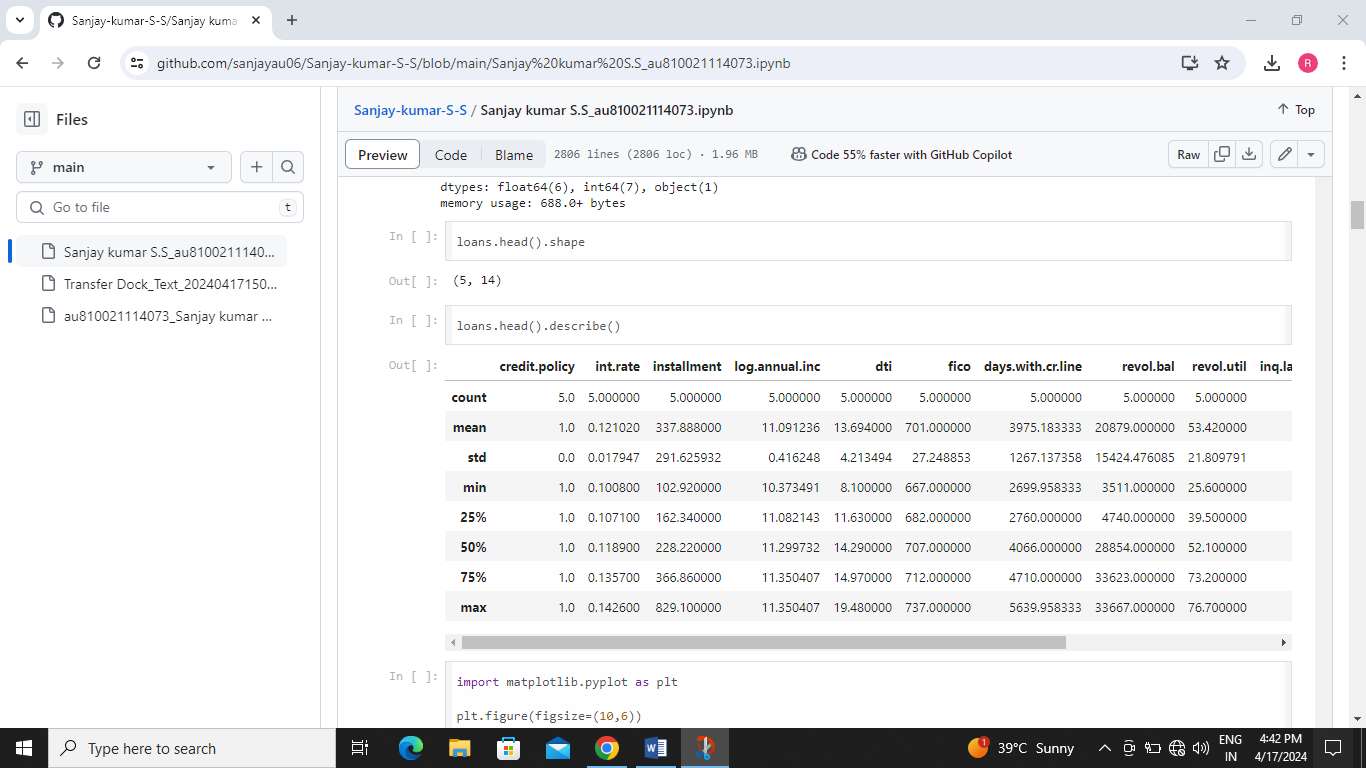 Sanjay-kumar-S-S/Sanjay kuma
github.com/sanjayau06/Sanjay-kumar-S-S/blob/main/Sanjay%20kumar%20S.S_au810021114073.ipynb
R
Files
main
Go to file
t
Sanjay kumar S.S_au8100211140...
Transfer Dock_Text_20240417150...
au810021114073_Sanjay kumar ...
Sanjay-kumar-S-S / Sanjay kumar S.S_au810021114073.ipynb
Top
Preview Code Blame 2806 lines (2806 loc) · 1.96 MB Code 55% faster with GitHub Copilot Raw
dtypes: float64(6), int64(7), object(1)
memory usage: 688.0+ bytes
In [ ]: loans.head().shape
Out[ ]: (5, 14)
In [ ]: loans.head().describe()
Out[ ]: credit.policy int.rate installment log.annual.inc dti fico days.with.cr.line revol.bal revol.util inq.la
count 5.0 5.000000 5.000000 5.000000 5.000000 5.000000 5.000000 5.000000 5.000000
mean 1.0 0.121020 337.888000 11.091236 13.694000 701.000000 3975.183333 20879.000000 53.420000
std 0.0 0.017947 291.625932 0.416248 4.213494 27.248853 1267.137358 15424.476085 21.809791
min 1.0 0.100800 102.920000 10.373491 8.100000 667.000000 2699.958333 3511.000000 25.600000
25% 1.0 0.107100 162.340000 11.082143 11.630000 682.000000 2760.000000 4740.000000 39.500000
50% 1.0 0.118900 228.220000 11.299732 14.290000 707.000000 4066.000000 28854.000000 52.100000
75% 1.0 0.135700 366.860000 11.350407 14.970000 712.000000 4710.000000 33623.000000 73.200000
max 1.0 0.142600 829.100000 11.350407 19.480000 737.000000 5639.958333 33667.000000 76.700000
In [ ]: import matplotlib.pyplot as plt
plt.figure(figsize=(10,6))
Type here to search
1
39°C Sunny
ENG
IN
4:42 PM
4/17/2024